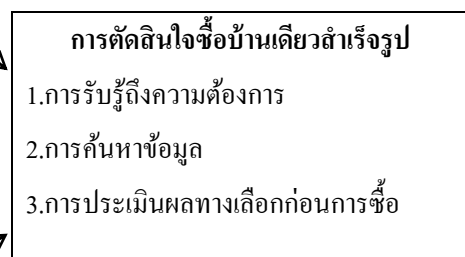 การตัดสินใจซื้อบ้านเดียวสำเร็จรูป
1.การรับรู้ถึงความต้องการ
2.การค้นหาข้อมูล
3.การประเมินผลทางเลือกก่อนการซื้อ